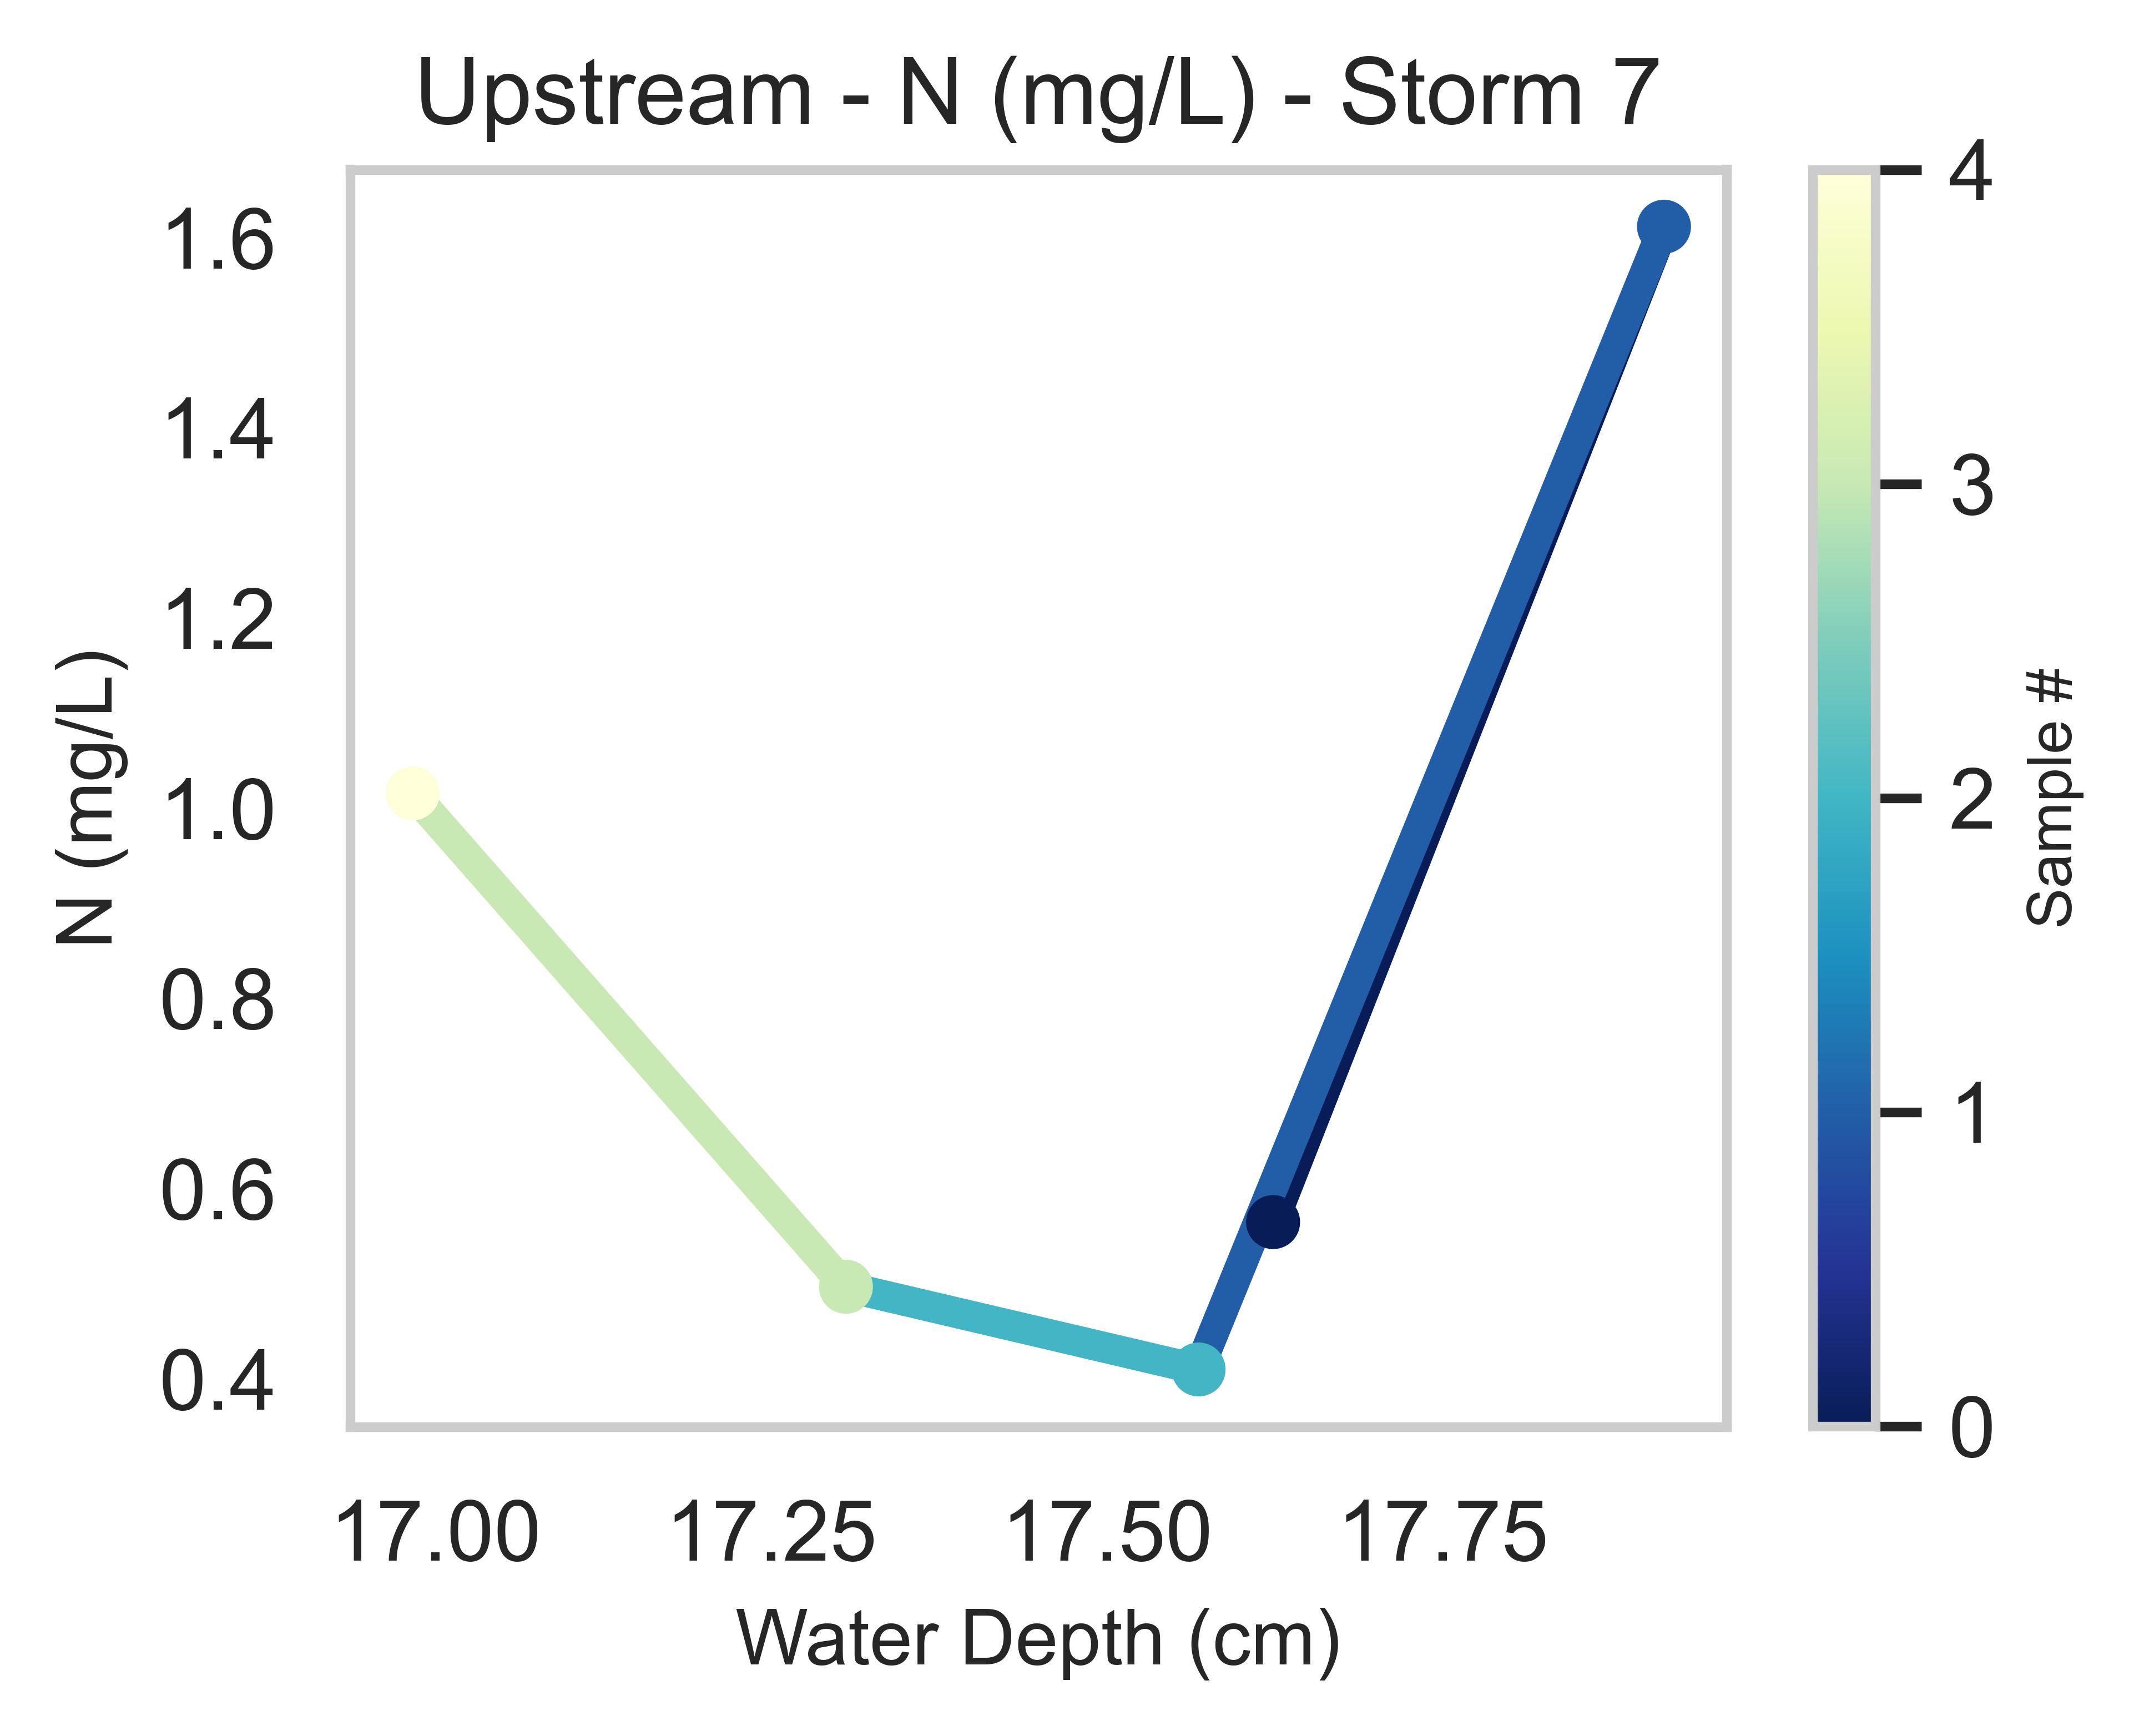 Upstream - N (mg/L) - Storm 7
N (mg/L)
1.6
1.4
1.2
1.0
0.8
0.6
0.4
17.00 17.25 17.50 17.75
Water Depth (cm)
4
3
2
1
0
Sample #